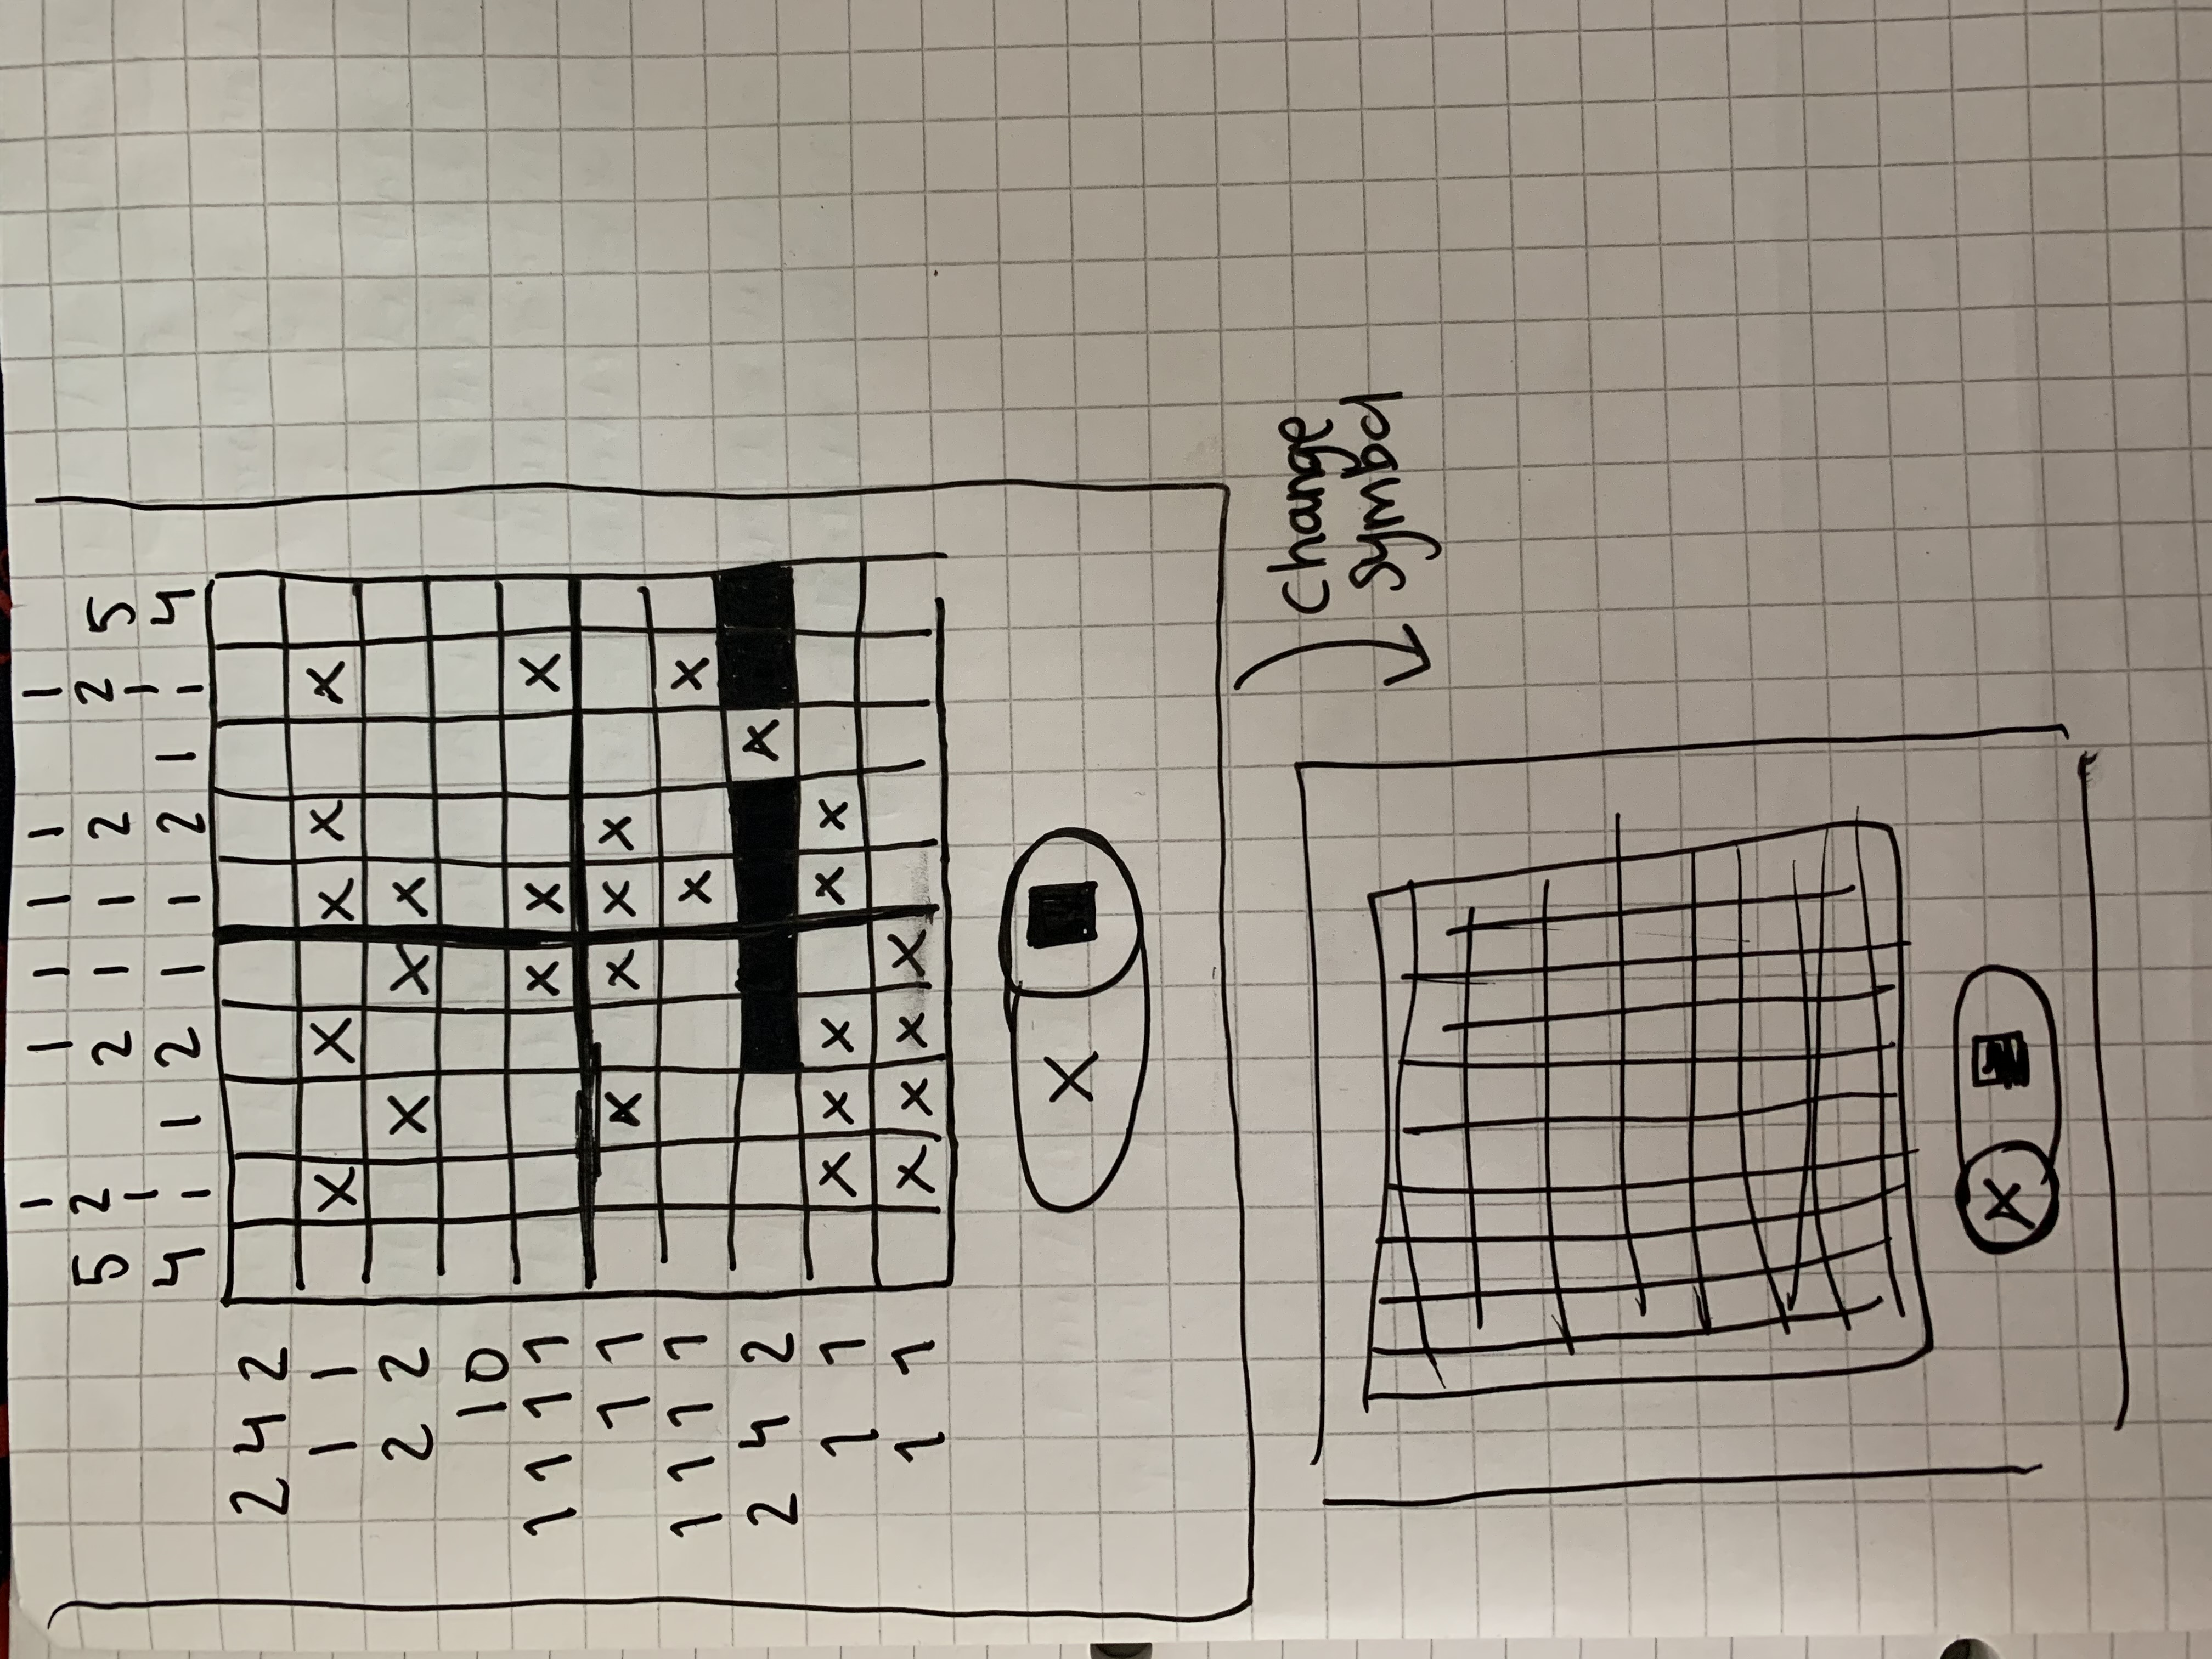 1 1 1 1 1 1
5 2 2 1 1 2 2 5
1 1
4 1 1 2 1 1 2 1 1 4
2 4 2
1 1 X X X X X
2 2 X X X
10
1 1 1 1 X X X
1 1 X X X X
1 1 1 1 X X
2 4 2 X
1 1 X X X X X
1 1 X X X X
X
change
symbol
X